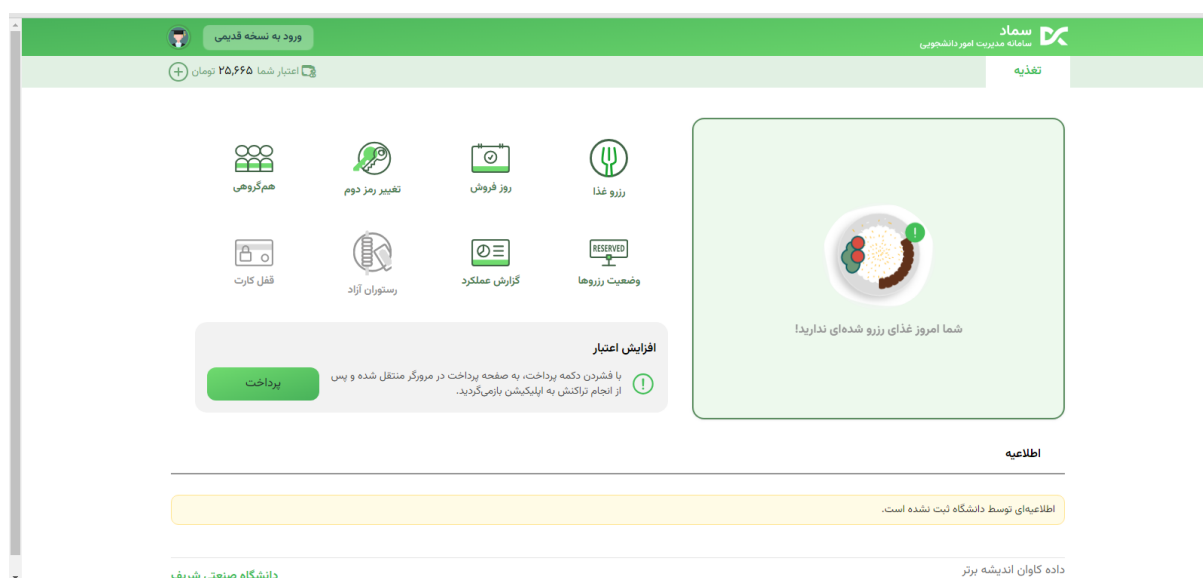 سماد
سامانه مدیریت امور دانشجویی
ورود به نسخه قدیمی
تغذیه
اعتبار شما ۲۵,۶۶۵ تومان
رزرو غذا
روز فروش
تغییر رمز دوم
هم‌گروهی
RESERVED
وضعیت رزروها
گزارش عملکرد
رستوران آزاد
قفل کارت
شما امروز غذای رزرو شده‌ای ندارید!
افزایش اعتبار
با فشردن دکمه پرداخت، به صفحه پرداخت در مرورگر منتقل شده و پس
از انجام تراکنش به اپلیکیشن بازمی‌گردید.
پرداخت
اطلاعیه
اطلاعیه‌ای توسط دانشگاه ثبت نشده است.
داده کاوان اندیشه برتر
دانشگاه صنعتی شریف